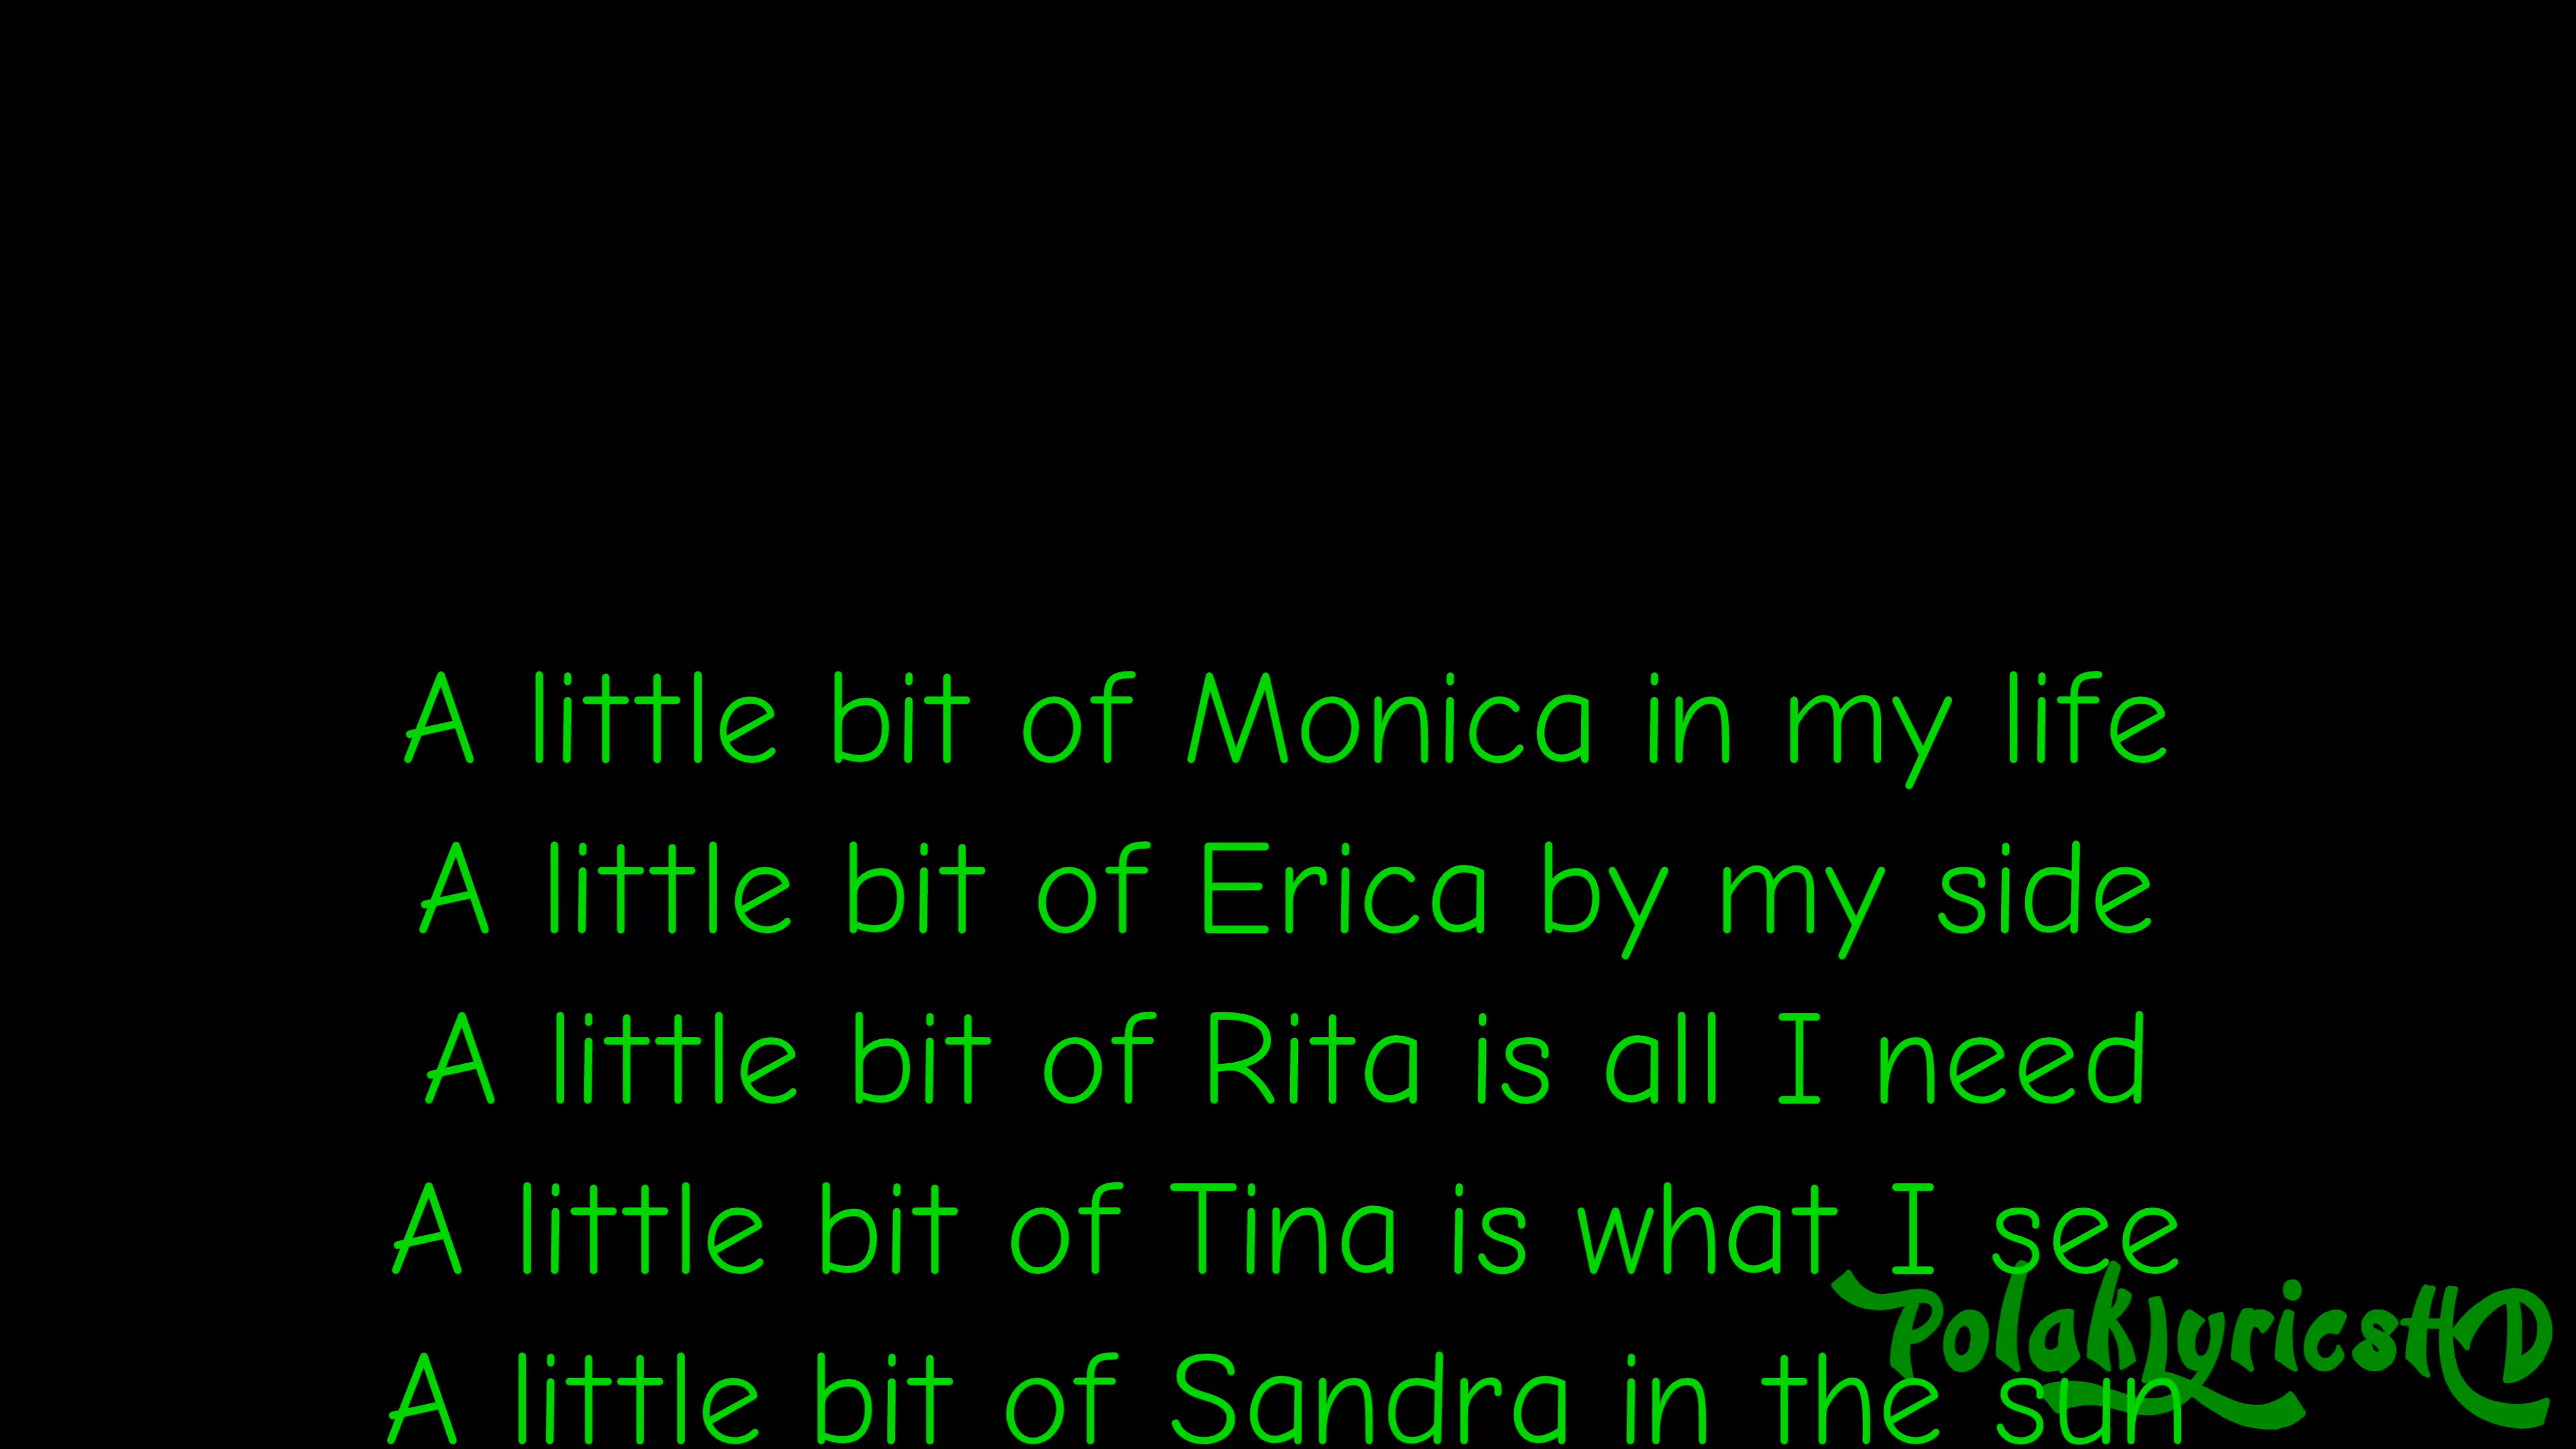 A little bit of Monica in my life
A little bit of Erica by my side
A little bit of Rita is all I need
A little bit of Tina is what I see
PolaklyricsHD
A little bit of Sandra in the sun